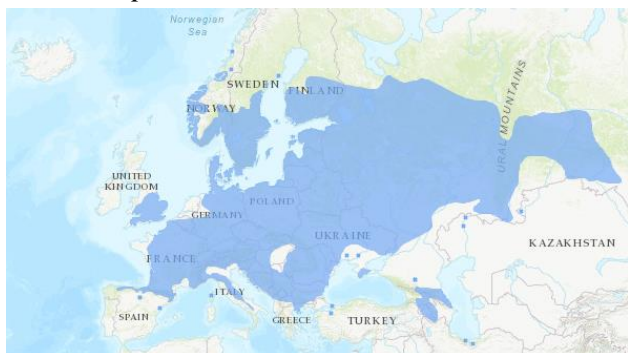 Norwegian
Sea
SWEDEN
FINLAND
NORWAY
URAL MOUNTAINS
UNITED
KINGDOM
POLAND
GERMANY
UKRAINE
FRANCE
KAZAKHSTAN
ITALY
SPAIN
GREECE
TURKEY